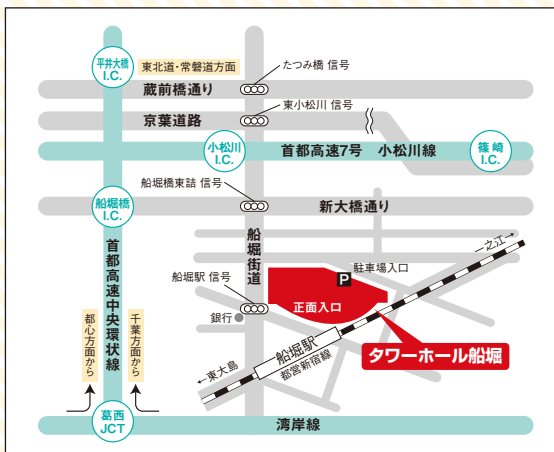 平井大橋
I.C.
東北道・常磐道方面
たつみ橋 信号
蔵前橋通り
東小松川 信号
京葉道路
小松川
I.C.
首都高速7号　小松川線
篠崎
I.C.
船堀橋東詰 信号
船堀橋
I.C.
新大橋通り
船堀街道
一之江→
首都高速中央環状線
駐車場入口
P
船堀駅 信号
正面入口
銀行
都心方面から
千葉方面から
船堀駅
都営新宿線
タワーホール船堀
←東大島
葛西
JCT
湾岸線